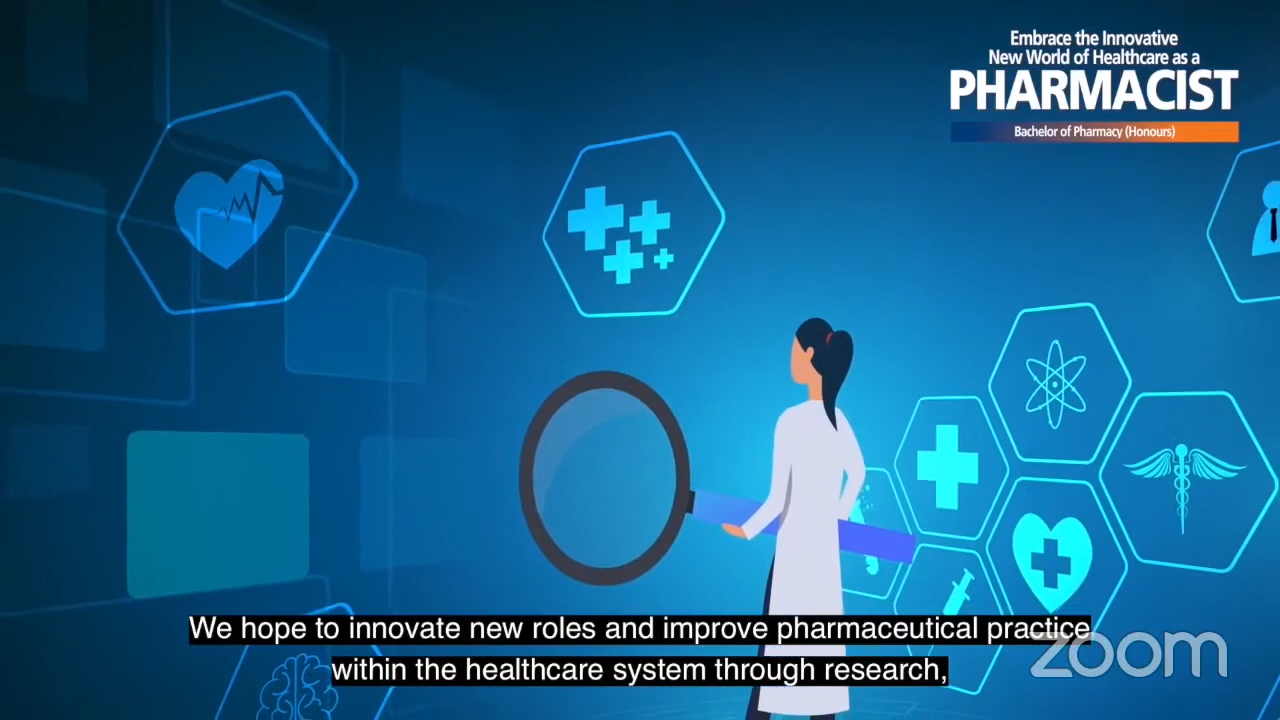 Embrace the Innovative
New World of Healthcare as a
PHARMACIST
Bachelor of Pharmacy (Honours)
We hope to innovate new roles and improve pharmaceutical practice
within the healthcare system through research,
zoom